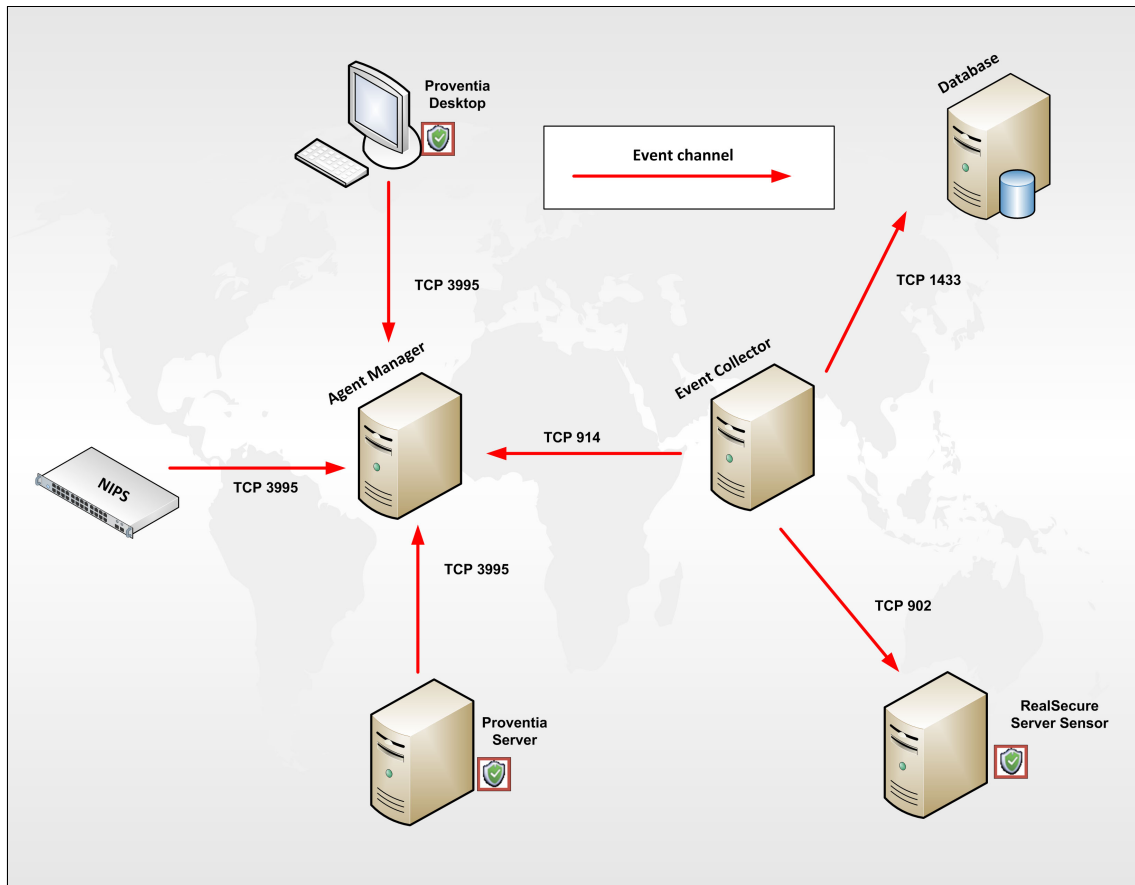 Proventia
Desktop
Database
Event channel
TCP 3995
TCP 1433
Agent Manager
Event Collector
TCP 914
NIPS
TCP 3995
TCP 3995
TCP 902
Proventia
Server
RealSecure
Server Sensor